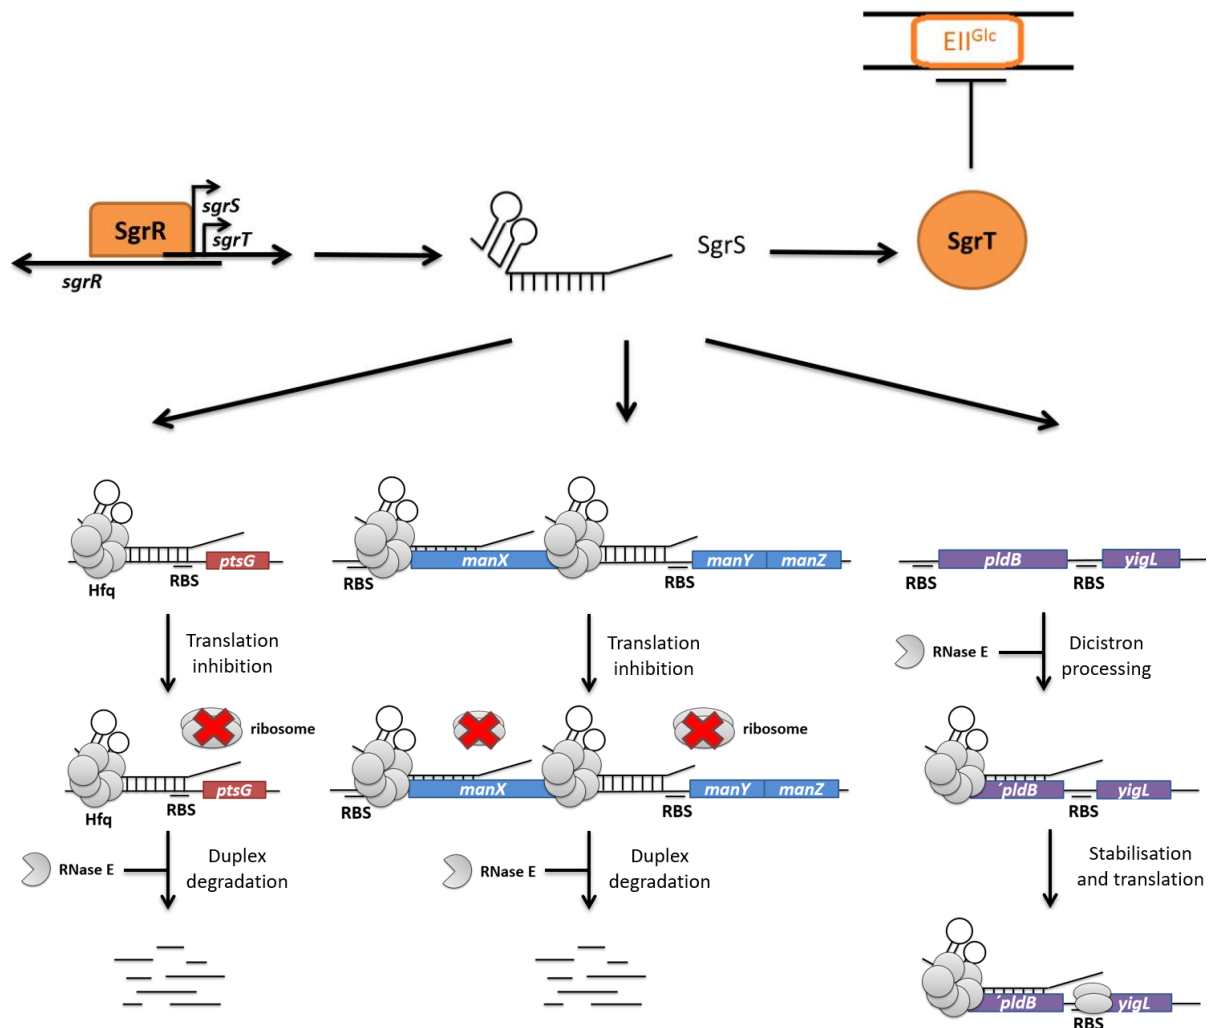 EII^Glc
sgrS
SgrR
sgrT
sgrR
SgrS
SgrT
ptsG
RBS
Hfq
manX
manY
manZ
RBS
RBS
pldB
yigL
RBS
RBS
Translation
inhibition
Translation
inhibition
RNase E
Dicistron
processing
ribosome
ribosome
ptsG
RBS
Hfq
manX
manY
manZ
RBS
RBS
´pldB
yigL
RBS
RNase E
Duplex
degradation
RNase E
Duplex
degradation
Stabilisation
and translation
´pldB
yigL
RBS